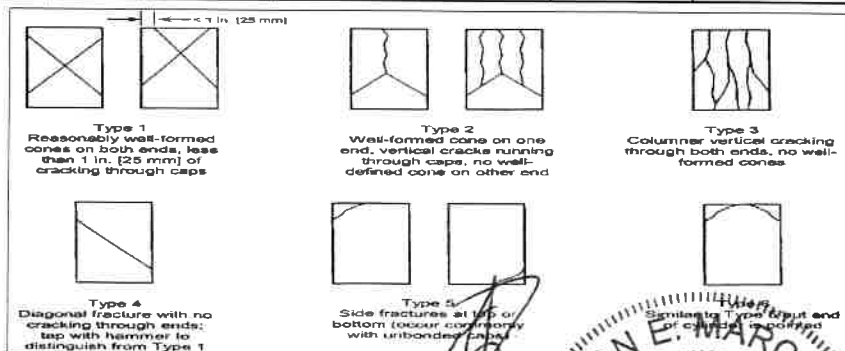 < 1 in. [25 mm]
Type 1
Reasonably well-formed
cones on both ends, less
than 1 in. [25 mm] of
cracking through caps
Type 2
Well-formed cone on one
end, vertical cracks running
through caps, no well-
defined cone on other end
Type 3
Columner vertical cracking
through both ends, no well-
formed cones
Type 4
Diagonal fracture with no
cracking through ends;
tap with hammer to
distinguish from Type 1
Type 5
Side fractures at top or
bottom (occur commonly
with unbonded caps)
Similar to Type 5 but end
of cylinder is pointed
N E. MARO